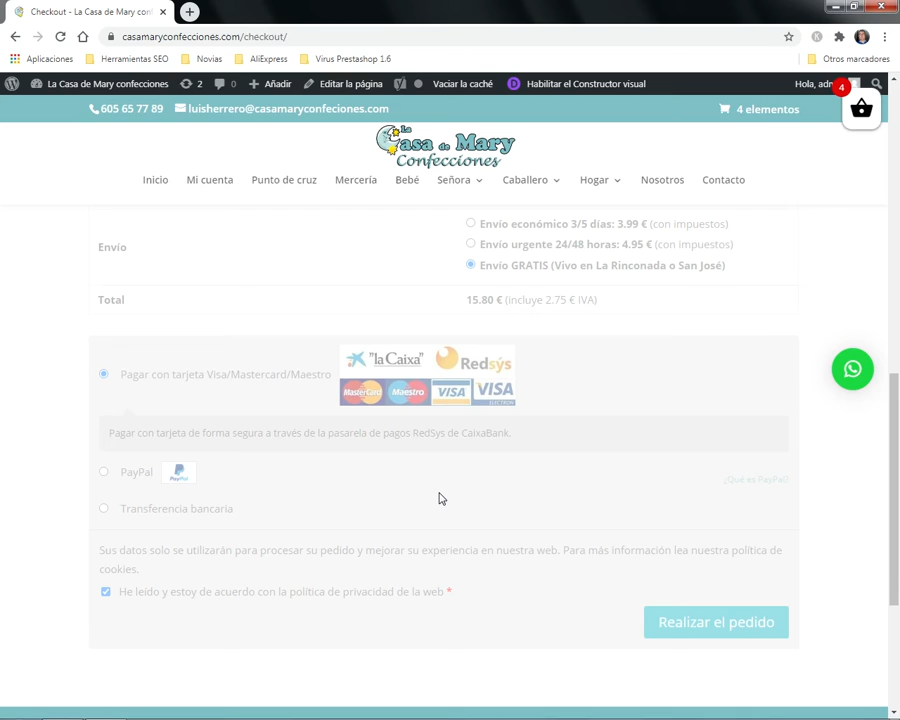 Checkout - La Casa de Mary conf
casamaryconfecciones.com/checkout/
Aplicaciones
Herramientas SEO
Novias
AliExpress
Virus Prestashop 1.6
Otros marcadores
La Casa de Mary confecciones
2
0
Añadir
Editar la página
Vaciar la caché
Habilitar el Constructor visual
Hola, adm
605 65 77 89
luisherrero@casamaryconfeciones.com
4 elementos
4
La Casa de Mary
Confecciones
Inicio
Mi cuenta
Punto de cruz
Mercería
Bebé
Señora
Caballero
Hogar
Nosotros
Contacto
Envío
Envío económico 3/5 días: 3.99 € (con impuestos)
Envío urgente 24/48 horas: 4.95 € (con impuestos)
Envío GRATIS (Vivo en La Rinconada o San José)
Total
15.80 € (incluye 2.75 € IVA)
Pagar con tarjeta Visa/Mastercard/Maestro
"la Caixa"
Redsýs
MasterCard
Maestro
VISA
VISA
ELECTRON
Pagar con tarjeta de forma segura a través de la pasarela de pagos RedSys de CaixaBank.
PayPal
PayPal
¿Qué es PayPal?
Transferencia bancaria
Sus datos solo se utilizarán para procesar su pedido y mejorar su experiencia en nuestra web. Para más información lea nuestra política de
cookies.
He leído y estoy de acuerdo con la política de privacidad de la web *
Realizar el pedido